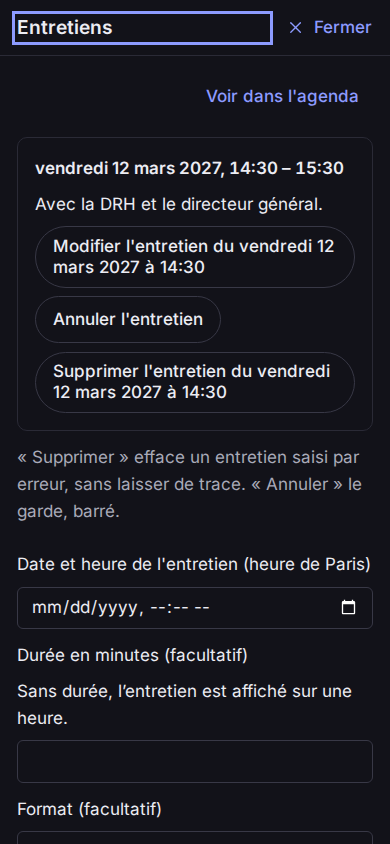 Entretiens
Fermer
Voir dans l'agenda
vendredi 12 mars 2027, 14:30 – 15:30
Avec la DRH et le directeur général.
Modifier l'entretien du vendredi 12
mars 2027 à 14:30
Annuler l'entretien
Supprimer l'entretien du vendredi
12 mars 2027 à 14:30
« Supprimer » efface un entretien saisi par
erreur, sans laisser de trace. « Annuler » le
garde, barré.
Date et heure de l'entretien (heure de Paris)
mm/dd/yyyy, --:-- --
Durée en minutes (facultatif)
Sans durée, l’entretien est affiché sur une
heure.
Format (facultatif)